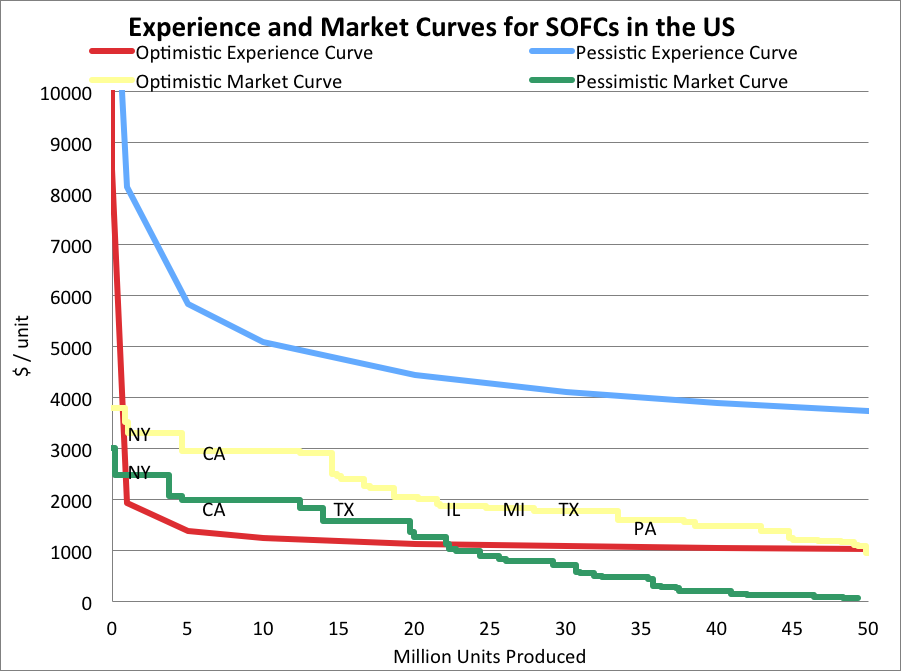 Experience and Market Curves for SOFCs in the US
Optimistic Experience Curve Pessistic Experience Curve
Optimistic Market Curve Pessimistic Market Curve
10000
9000
8000
7000
6000
5000
4000
3000
2000
1000
0
$ / unit
NY
CA
NY
CA TX IL MI TX
PA
0 5 10 15 20 25 30 35 40 45 50
Million Units Produced